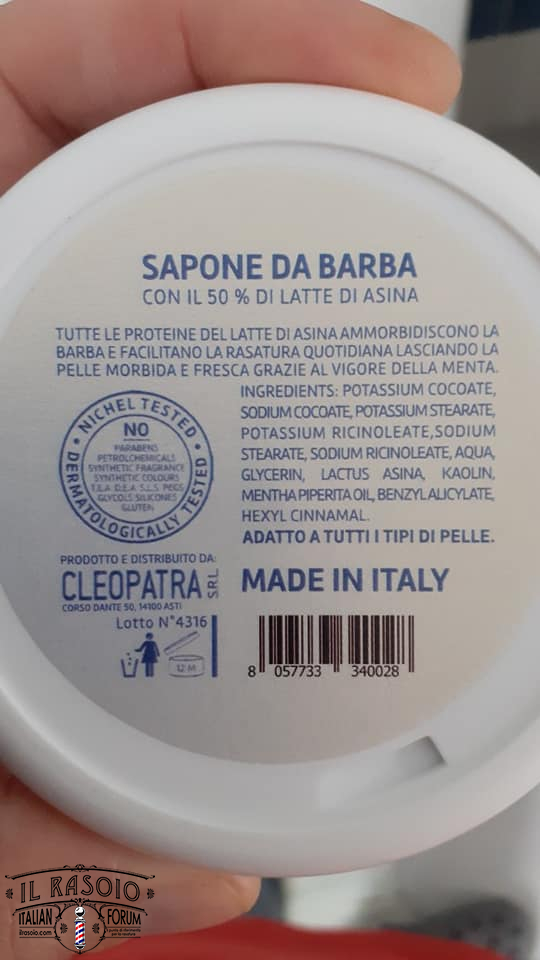 SAPONE DA BARBA
CON IL 50 % DI LATTE DI ASINA
TUTTE LE PROTEINE DEL LATTE DI ASINA AMMORBIDISCONO LA
BARBA E FACILITANO LA RASATURA QUOTIDIANA LASCIANDO LA
PELLE MORBIDA E FRESCA GRAZIE AL VIGORE DELLA MENTA.
INGREDIENTS: POTASSIUM COCOATE,
SODIUM COCOATE, POTASSIUM STEARATE,
POTASSIUM RICINOLEATE, SODIUM
STEARATE, SODIUM RICINOLEATE, AQUA,
GLYCERIN, LACTUS ASINA, KAOLIN,
MENTHA PIPERITA OIL, BENZYL ALICYLATE,
HEXYL CINNAMAL.
ADATTO A TUTTI I TIPI DI PELLE.
NICHEL TESTED
DERMATOLOGICALLY TESTED
NO
PARABENS
PETROLCHEMICALS
SYNTHETIC FRAGRANCE
SYNTHETIC COLOURS
T.E.A. D.E.A. S.L.S. PEGS
GLYCOLS SILICONES
GLUTEN
PRODOTTO E DISTRIBUITO DA:
CLEOPATRA S.R.L.
CORSO DANTE 50, 14100 ASTI
MADE IN ITALY
Lotto N°4316
12 M
8 057733 340028
IL RASOIO
ITALIAN FORUM
ilrasoio.com